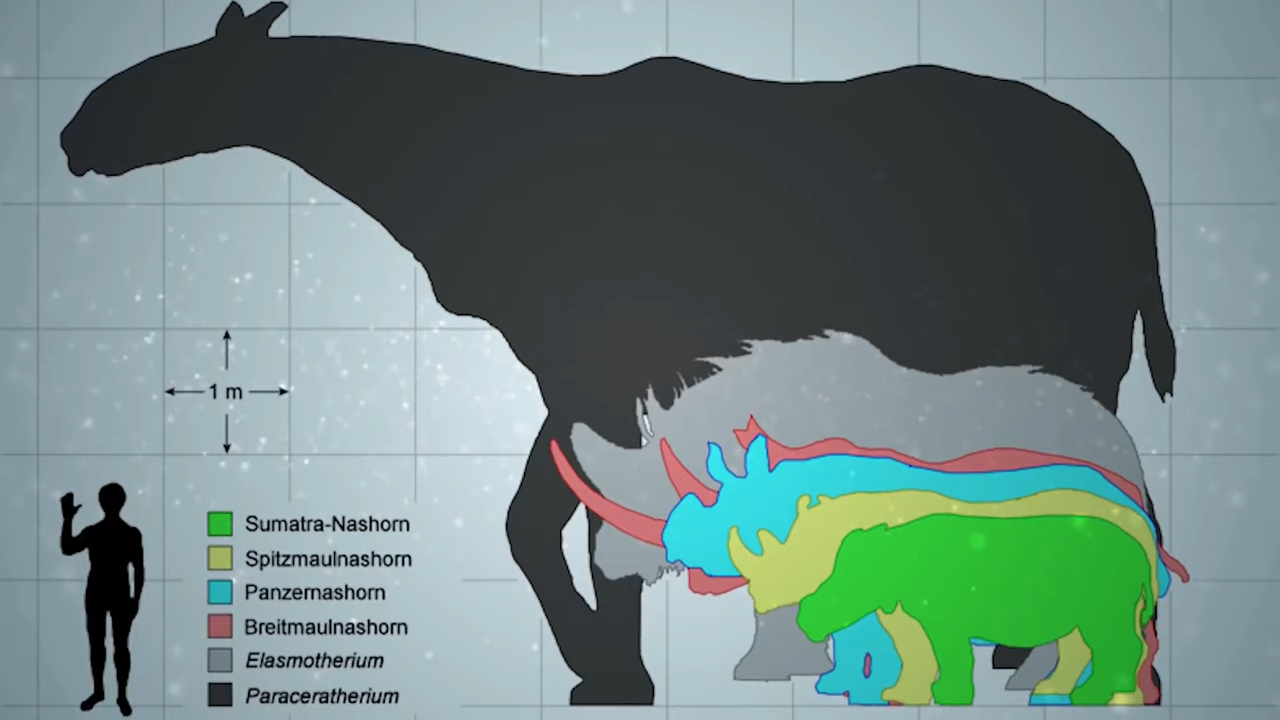 1 m
Sumatra-Nashorn
Spitzmaulnashorn
Panzernashorn
Breitmaulnashorn
Elasmotherium
Paraceratherium